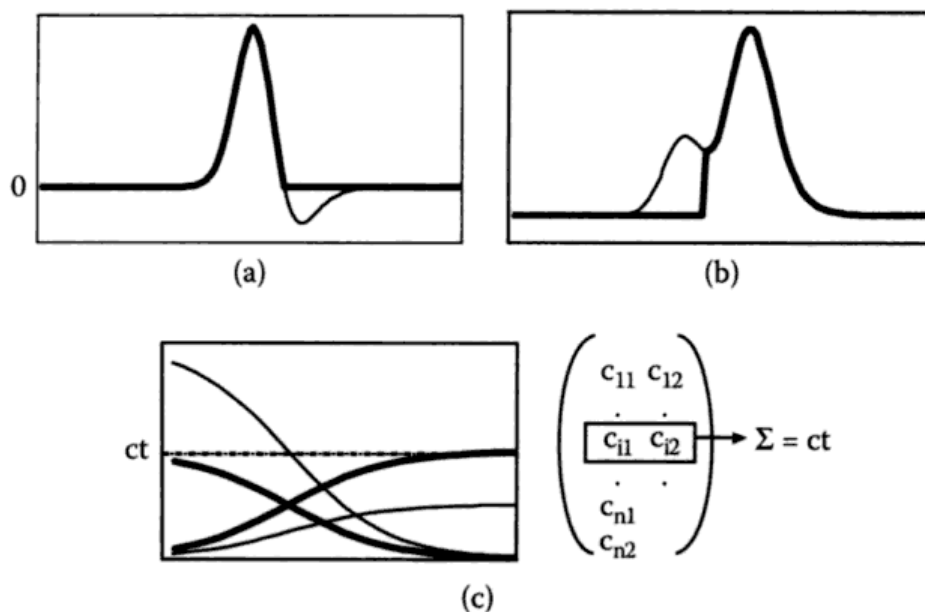 0
(a)
(b)
ct
c11 c12
. .
ci1 ci2
Σ = ct
. .
cn1
cn2
(c)